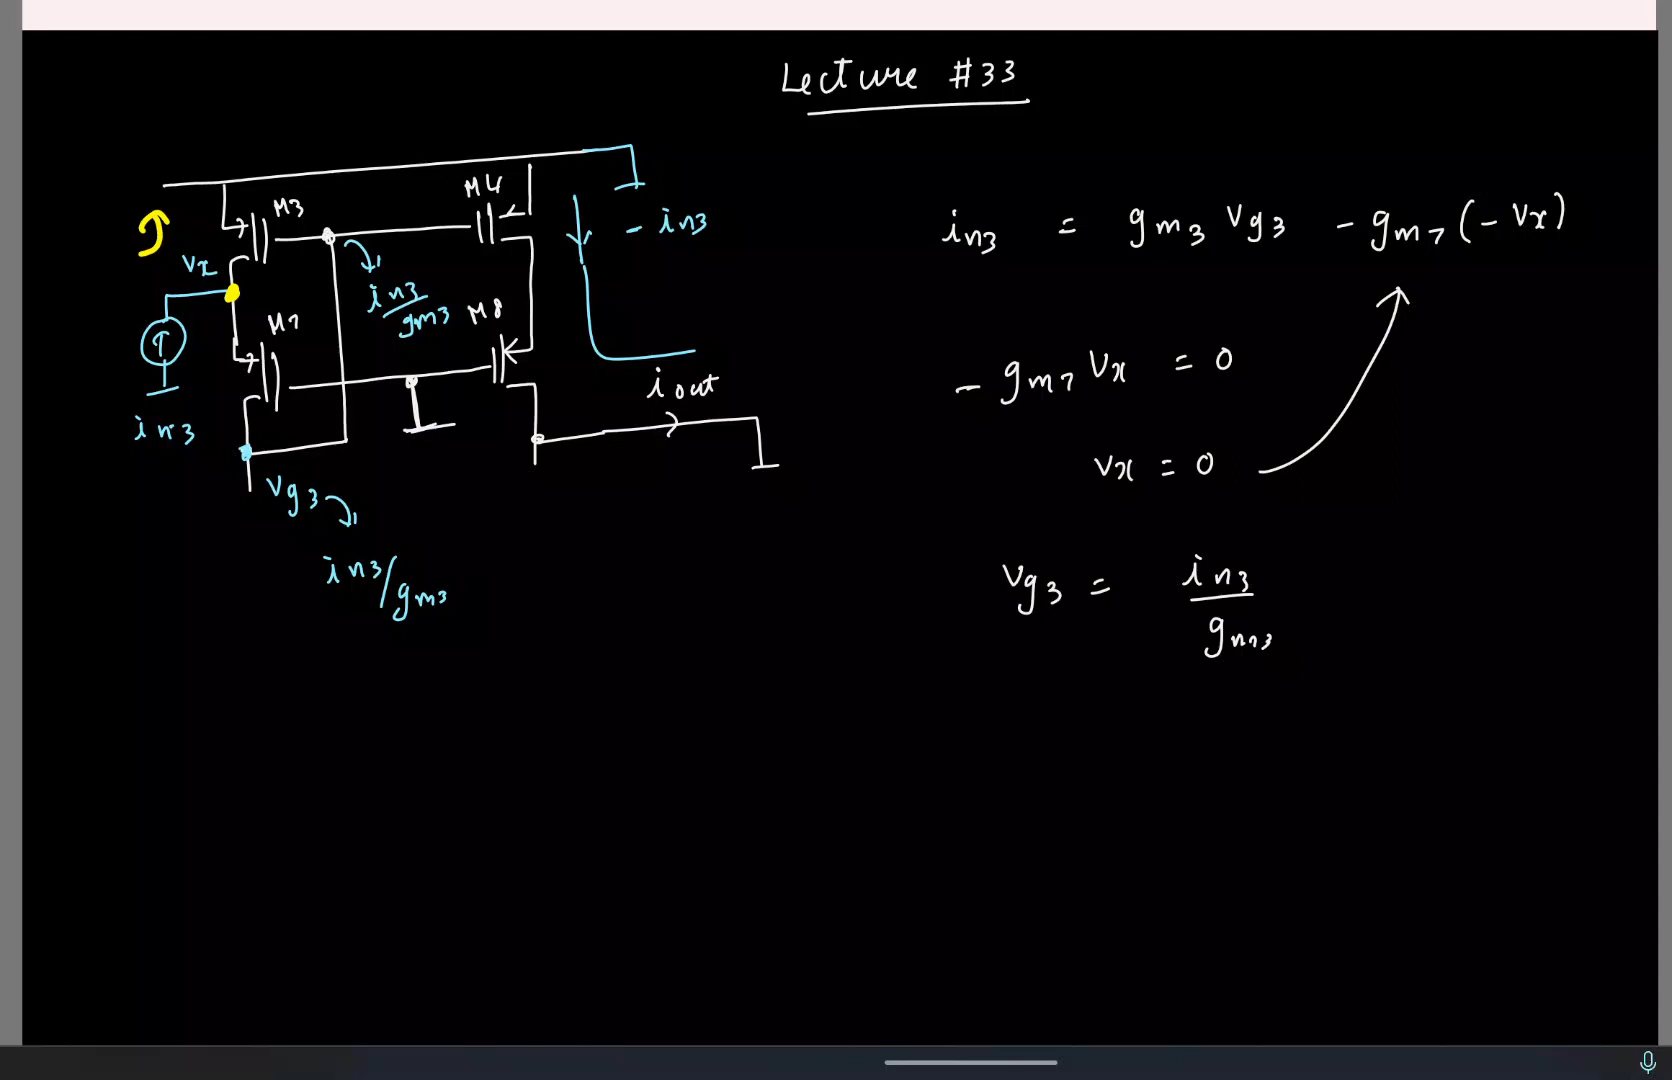 Lecture #33
M3
M4
- in3
in3 = gm3 vg3 - gm7 (- vx)
vx
in3
gm3
M8
M7
- gm7 vx = 0
iout
in3
vx = 0
vg3
in3/gm3
vg3 = in3
gm3